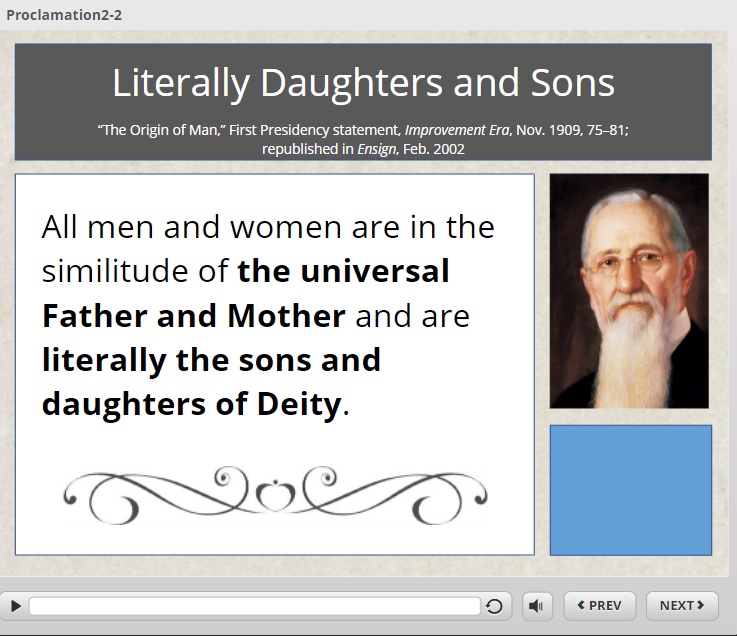 Proclamation2-2
Literally Daughters and Sons
“The Origin of Man,” First Presidency statement, Improvement Era, Nov. 1909, 75–81;
republished in Ensign, Feb. 2002
All men and women are in the
similitude of the universal
Father and Mother and are
literally the sons and
daughters of Deity.
PREV
NEXT